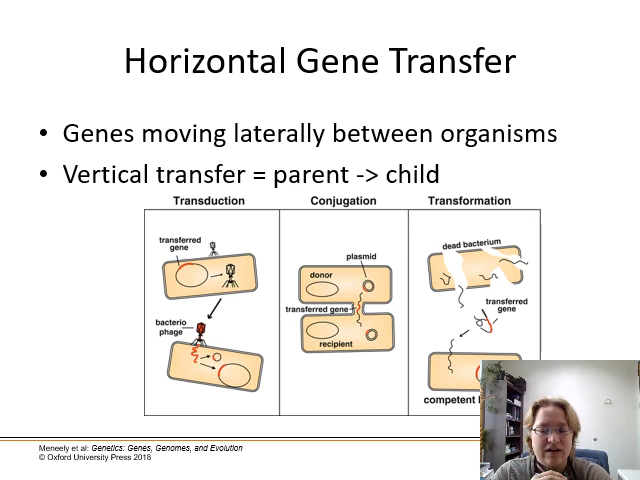 Horizontal Gene Transfer
• Genes moving laterally between organisms
• Vertical transfer = parent -> child
Transduction
transferred
gene
bacterio
phage
Conjugation
plasmid
donor
transferred gene
recipient
Transformation
dead bacterium
transferred
gene
competent
Meneely et al: Genetics: Genes, Genomes, and Evolution
© Oxford University Press 2018